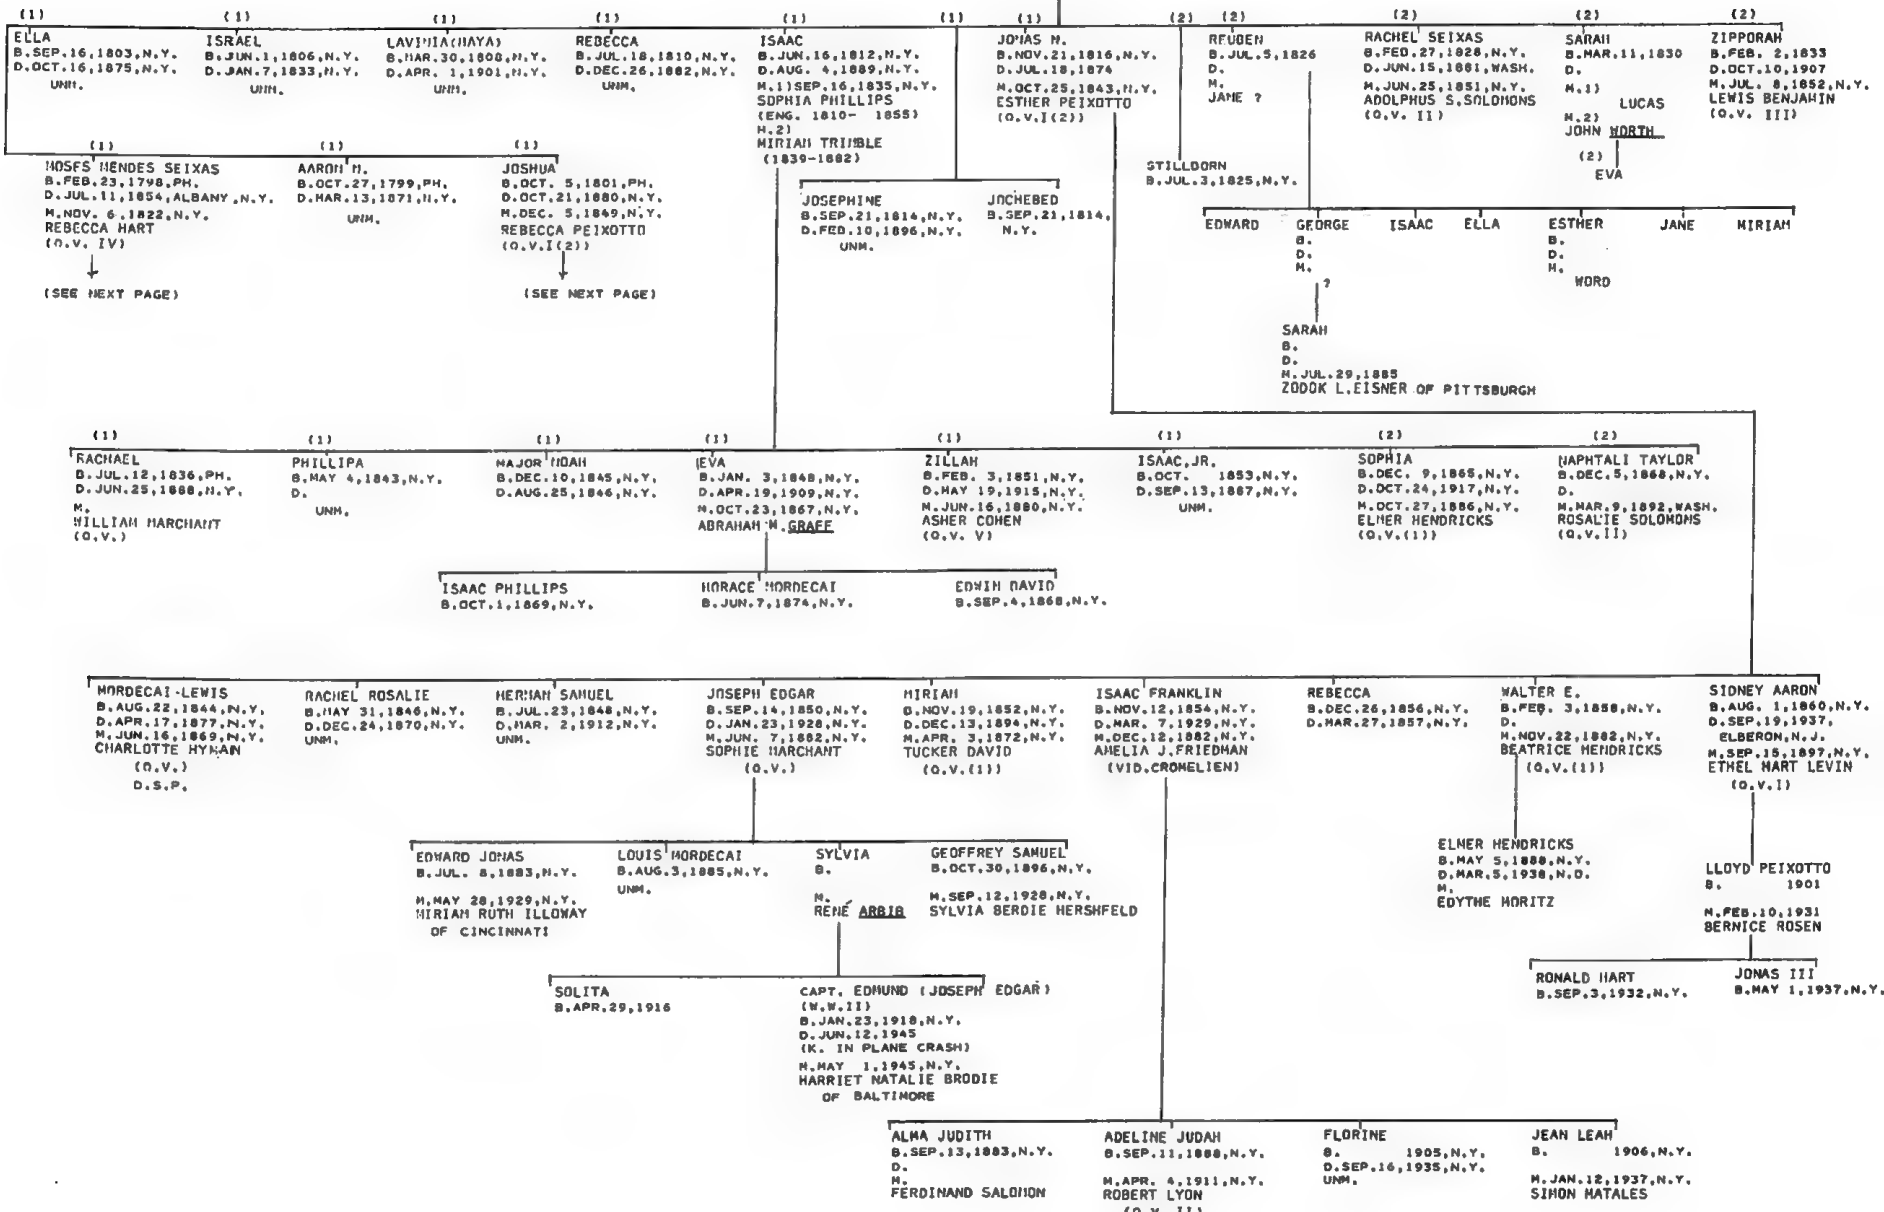 (1)
ELLA
B.SEP.16,1803,N.Y.
D.OCT.16,1875,N.Y.
UNM.
(1)
ISRAEL
B.JUN.1,1806,N.Y.
D.JAN.7,1833,N.Y.
UNM.
(1)
LAVINIA(MAYA)
B.MAR.30,1808,N.Y.
D.APR. 1,1901,N.Y.
UNM.
(1)
REBECCA
B.JUL.18,1810,N.Y.
D.DEC.26,1882,N.Y.
UNM.
(1)
ISAAC
B.JUN.16,1812,N.Y.
D.AUG. 4,1889,N.Y.
M.1)SEP.16,1835,N.Y.
SOPHIA PHILLIPS
(ENG. 1810- 1855)
M.2)
MIRIAM TRIMBLE
(1839-1882)
(1)
(1)
JONAS N.
B.NOV.21,1816,N.Y.
D.JUL.18,1874
M.OCT.25,1843,N.Y.
ESTHER PEIXOTTO
(Q.V.I(2))
(2)
(2)
REUBEN
B.JUL.5,1826
D.
M.
JANE ?
(2)
RACHEL SEIXAS
B.FEB.27,1828,N.Y.
D.JUN.15,1881,WASH.
M.JUN.25,1851,N.Y.
ADOLPHUS S.SOLOMONS
(Q.V. II)
(2)
SARAH
B.MAR.11,1830
D.
M.1)
LUCAS
M.2)
JOHN WORTH
(2)
EVA
(2)
ZIPPORAH
B.FEB. 2,1833
D.OCT.10,1907
M.JUL. 8,1852,N.Y.
LEWIS BENJAMIN
(Q.V. III)
(1)
MOSES MENDES SEIXAS
B.FEB.23,1798,PH.
D.JUL.11,1854,ALBANY,N.Y.
M.NOV. 6,1822,N.Y.
REBECCA HART
(Q.V. IV)
(SEE NEXT PAGE)
(1)
AARON N.
B.OCT.27,1799,PH.
D.MAR.13,1871,N.Y.
UNM.
(1)
JOSHUA
B.OCT. 5,1801,PH.
D.OCT.21,1880,N.Y.
M.DEC. 5,1849,N.Y.
REBECCA PEIXOTTO
(Q.V.I(2))
(SEE NEXT PAGE)
JOSEPHINE
B.SEP.21,1814,N.Y.
D.FEB.10,1896,N.Y.
UNM.
JOCHEBED
B.SEP.21,1814,
N.Y.
STILLBORN
B.JUL.3,1825,N.Y.
EDWARD
GEORGE
B.
D.
M.
?
ISAAC
ELLA
ESTHER
B.
D.
M.
WORD
JANE
MIRIAM
SARAH
B.
D.
M.JUL.29,1885
ZODOK L.EISNER OF PITTSBURGH
(1)
RACHAEL
B.JUL.12,1836,PH.
D.JUN.25,1888,N.Y.
M.
WILLIAM MARCHANT
(Q.V.)
(1)
PHILLIPA
B.MAY 4,1843,N.Y.
D.
UNM.
(1)
MAJOR NOAH
B.DEC.10,1845,N.Y.
D.AUG.25,1846,N.Y.
(1)
EVA
B.JAN. 3,1848,N.Y.
D.APR.19,1909,N.Y.
M.OCT.23,1867,N.Y.
ABRAHAM M.GRAFF
(1)
ZILLAH
B.FEB. 3,1851,N.Y.
D.MAY 19,1915,N.Y.
M.JUN.16,1880,N.Y.
ASHER COHEN
(Q.V. V)
(1)
ISAAC,JR.
B.OCT. 1853,N.Y.
D.SEP.13,1887,N.Y.
UNM.
(2)
SOPHIA
B.DEC. 9,1865,N.Y.
D.OCT.24,1917,N.Y.
M.OCT.27,1886,N.Y.
ELMER HENDRICKS
(Q.V.(1))
(2)
NAPHTALI TAYLOR
B.DEC.5,1868,N.Y.
D.
M.MAR.9,1892,WASH.
ROSALIE SOLOMONS
(Q.V.II)
ISAAC PHILLIPS
B.OCT.1,1869,N.Y.
HORACE MORDECAI
B.JUN.7,1874,N.Y.
EDWIN DAVID
B.SEP.4,1868,N.Y.
MORDECAI-LEWIS
B.AUG.22,1844,N.Y.
D.APR.17,1877,N.Y.
M.JUN.16,1869,N.Y.
CHARLOTTE HYMAN
(Q.V.)
D.S.P.
RACHEL ROSALIE
B.MAY 31,1846,N.Y.
D.DEC.24,1870,N.Y.
UNM.
HERMAN SAMUEL
B.JUL.23,1848,N.Y.
D.MAR. 2,1912,N.Y.
UNM.
JOSEPH EDGAR
B.SEP.14,1850,N.Y.
D.JAN.23,1928,N.Y.
M.JUN. 7,1882,N.Y.
SOPHIE MARCHANT
(Q.V.)
MIRIAM
B.NOV.19,1852,N.Y.
D.DEC.13,1894,N.Y.
M.APR. 3,1872,N.Y.
TUCKER DAVID
(Q.V.(1))
ISAAC FRANKLIN
B.NOV.12,1854,N.Y.
D.MAR. 7,1929,N.Y.
M.DEC.12,1882,N.Y.
AMELIA J.FRIEDMAN
(VID.CROMELIEN)
REBECCA
B.DEC.26,1856,N.Y.
D.MAR.27,1857,N.Y.
WALTER E.
B.FEB. 3,1858,N.Y.
D.
M.NOV.22,1882,N.Y.
BEATRICE HENDRICKS
(Q.V.(1))
SIDNEY AARON
B.AUG. 1,1860,N.Y.
D.SEP.19,1937,
ELBERON,N.J.
M.SEP.15,1897,N.Y.
ETHEL HART LEVIN
(Q.V.I)
EDWARD JONAS
B.JUL. 8,1883,N.Y.
M.MAY 28,1929,N.Y.
MIRIAM RUTH ILLOWAY
OF CINCINNATI
LOUIS MORDECAI
B.AUG.3,1885,N.Y.
UNM.
SYLVIA
B.
M.
RENÉ ARBIB
GEOFFREY SAMUEL
B.OCT.30,1896,N.Y.
M.SEP.12,1928,N.Y.
SYLVIA BERDIE HERSHFELD
ELMER HENDRICKS
B.MAY 5,1888,N.Y.
D.MAR.5,1938,N.O.
M.
EDYTHE MORITZ
LLOYD PEIXOTTO
B. 1901
M.FEB.10,1931
BERNICE ROSEN
SOLITA
B.APR.29,1916
CAPT. EDMUND (JOSEPH EDGAR)
(W.W.II)
B.JAN.23,1918,N.Y.
D.JUN.12,1945
(K. IN PLANE CRASH)
M.MAY 1,1945,N.Y.
HARRIET NATALIE BRODIE
OF BALTIMORE
RONALD HART
B.SEP.3,1932,N.Y.
JONAS III
B.MAY 1,1937,N.Y.
ALMA JUDITH
B.SEP.13,1883,N.Y.
D.
M.
FERDINAND SALOMON
ADELINE JUDAH
B.SEP.11,1888,N.Y.
M.APR. 4,1911,N.Y.
ROBERT LYON
(Q.V. II)
FLORINE
B. 1905,N.Y.
D.SEP.16,1935,N.Y.
UNM.
JEAN LEAH
B. 1906,N.Y.
M.JAN.12,1937,N.Y.
SIMON MATALES